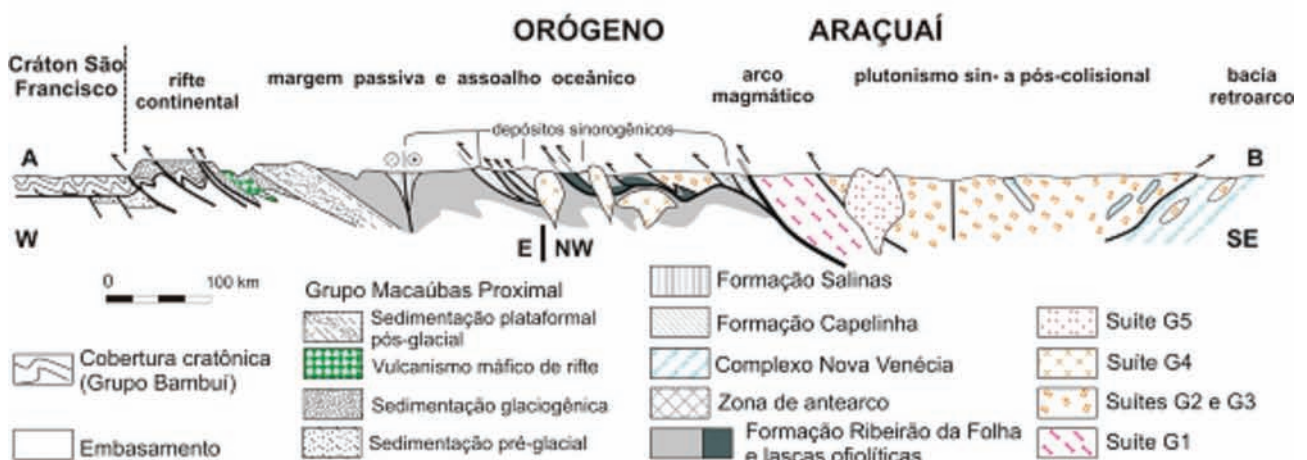 ORÓGENO ARAÇUAÍ
Cráton São
Francisco
rifte
continental
margem passiva e assoalho oceânico
arco
magmático
plutonismo sin- a pós-colisional
bacia
retroarco
depósitos sinorogênicos
A
B
W
E
NW
SE
0 100 km
Cobertura cratônica
(Grupo Bambuí)
Embasamento
Grupo Macaúbas Proximal
Sedimentação plataformal
pós-glacial
Vulcanismo máfico de rifte
Sedimentação glaciogênica
Sedimentação pré-glacial
Formação Salinas
Formação Capelinha
Complexo Nova Venécia
Zona de antearco
Formação Ribeirão da Folha
e lascas ofiolíticas
Suíte G5
Suíte G4
Suítes G2 e G3
Suíte G1